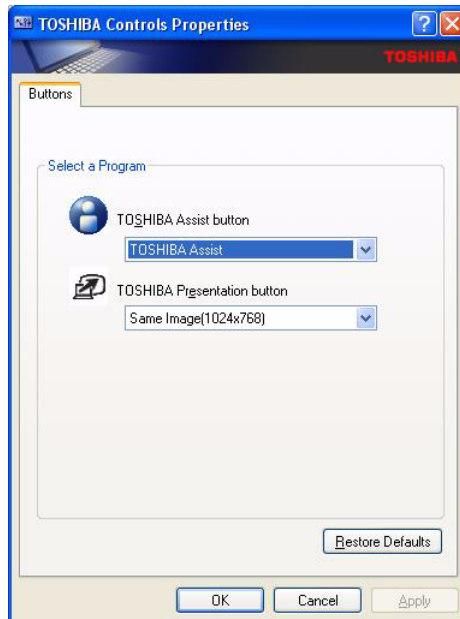 TOSHIBA Controls Properties
TOSHIBA
Buttons
Select a Program
TOSHIBA Assist button
TOSHIBA Assist
TOSHIBA Presentation button
Same Image(1024x768)
Restore Defaults
OK Cancel Apply